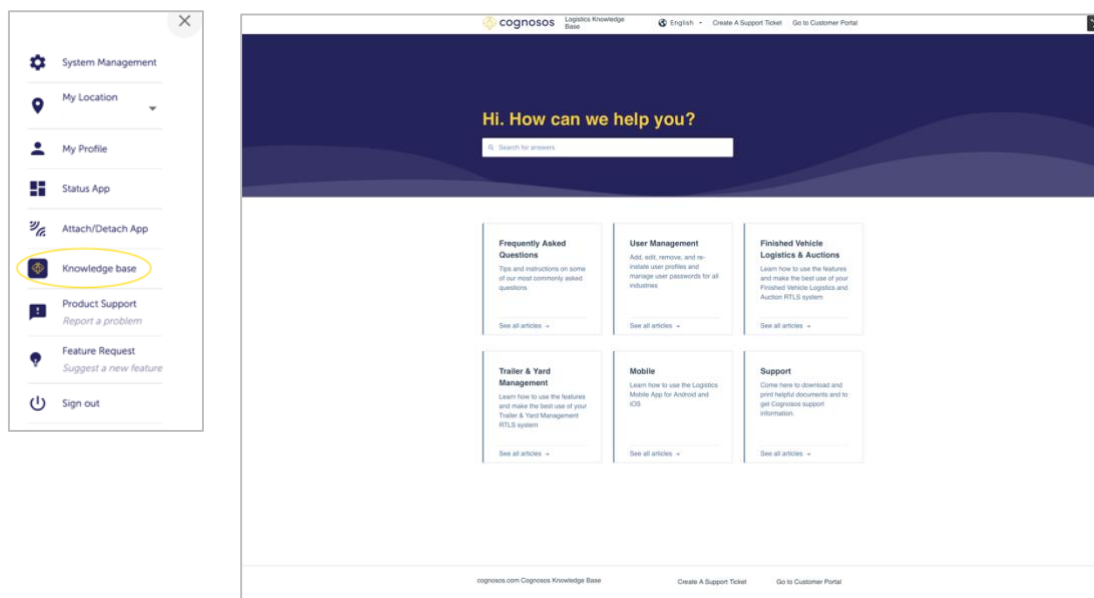 System Management
My Location
My Profile
Status App
Attach/Detach App
Knowledge base
Product Support
Report a problem
Feature Request
Suggest a new feature
Sign out
cognosos
Logistics Knowledge
Base
English
Create A Support Ticket
Go to Customer Portal
Hi. How can we help you?
Search for answers
Frequently Asked
Questions
Tips and instructions on some
of our most commonly asked
questions
See all articles →
User Management
Add, edit, remove, and re-
instate user profiles and
manage user passwords for all
industries
See all articles →
Finished Vehicle
Logistics & Auctions
Learn how to use the features
and make the best use of your
Finished Vehicle Logistics and
Auction RTLS system
See all articles →
Trailer & Yard
Management
Learn how to use the features
and make the best use of your
Trailer & Yard Management
RTLS system
See all articles →
Mobile
Learn how to use the Logistics
Mobile App for Android and
iOS
See all articles →
Support
Come here to download and
print helpful documents and to
get Cognosos support
information.
See all articles →
cognosos.com Cognosos Knowledge Base
Create A Support Ticket
Go to Customer Portal